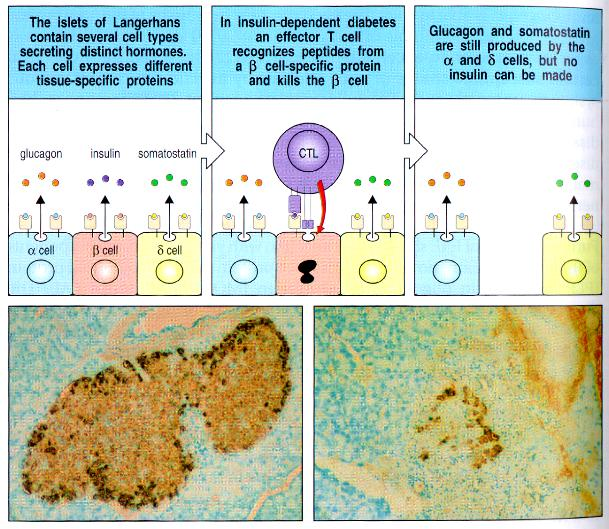 The islets of Langerhans
contain several cell types
secreting distinct hormones.
Each cell expresses different
tissue-specific proteins
In insulin-dependent diabetes
an effector T cell
recognizes peptides from
a β cell-specific protein
and kills the β cell
Glucagon and somatostatin
are still produced by the
α and δ cells, but no
insulin can be made
glucagon
insulin
somatostatin
α cell
β cell
δ cell
CTL